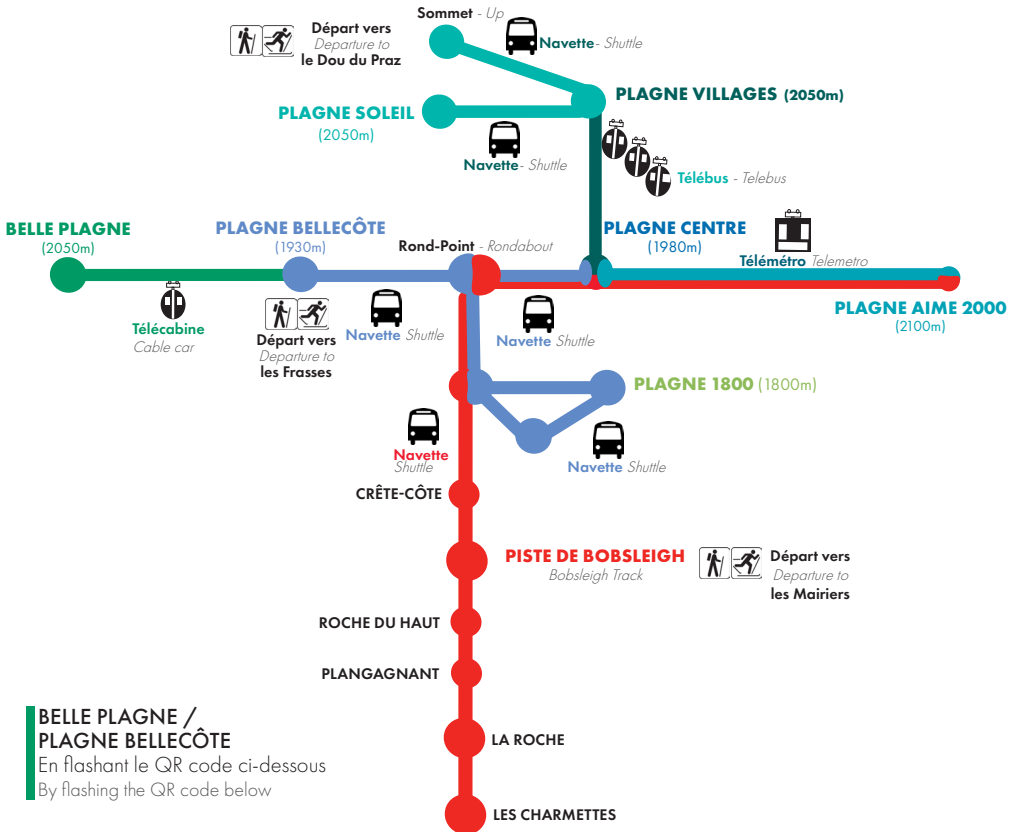 Sommet - Up
Départ vers
Departure to
le Dou du Praz
Navette - Shuttle
PLAGNE VILLAGES (2050m)
PLAGNE SOLEIL
(2050m)
Navette - Shuttle
Télébus - Telebus
BELLE PLAGNE
(2050m)
PLAGNE BELLECÔTE
(1930m)
Rond-Point - Rondabout
PLAGNE CENTRE
(1980m)
Télémétro Telemetro
PLAGNE AIME 2000
(2100m)
Télécabine
Cable car
Départ vers
Departure to
les Frasses
Navette Shuttle
Navette Shuttle
PLAGNE 1800 (1800m)
Navette
Shuttle
Navette Shuttle
CRÊTE-CÔTE
PISTE DE BOBSLEIGH
Bobsleigh Track
Départ vers
Departure to
les Mairiers
ROCHE DU HAUT
PLANGAGNANT
LA ROCHE
LES CHARMETTES
BELLE PLAGNE /
PLAGNE BELLECÔTE
En flashant le QR code ci-dessous
By flashing the QR code below